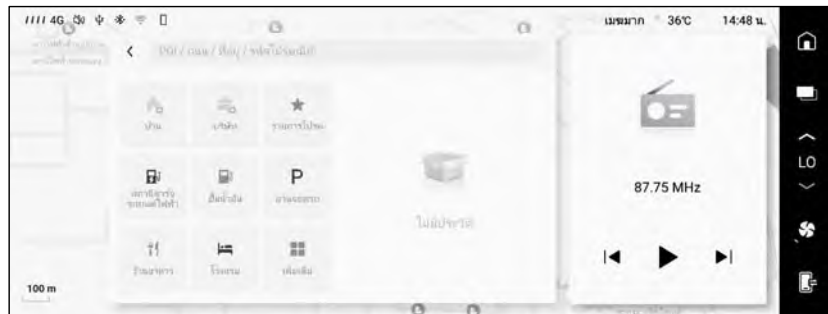 4G
เมฆมาก 36°C 14:48 น.
POI / ถนน / ที่อยู่ / รหัสไปรษณีย์
บ้าน
บริษัท
รายการโปรด
สถานีชาร์จ
รถยนต์ไฟฟ้า
ปั๊มน้ำมัน
P
ลานจอดรถ
ร้านอาหาร
โรงแรม
เพิ่มเติม
ไม่มีประวัติ
87.75 MHz
LO
100 m